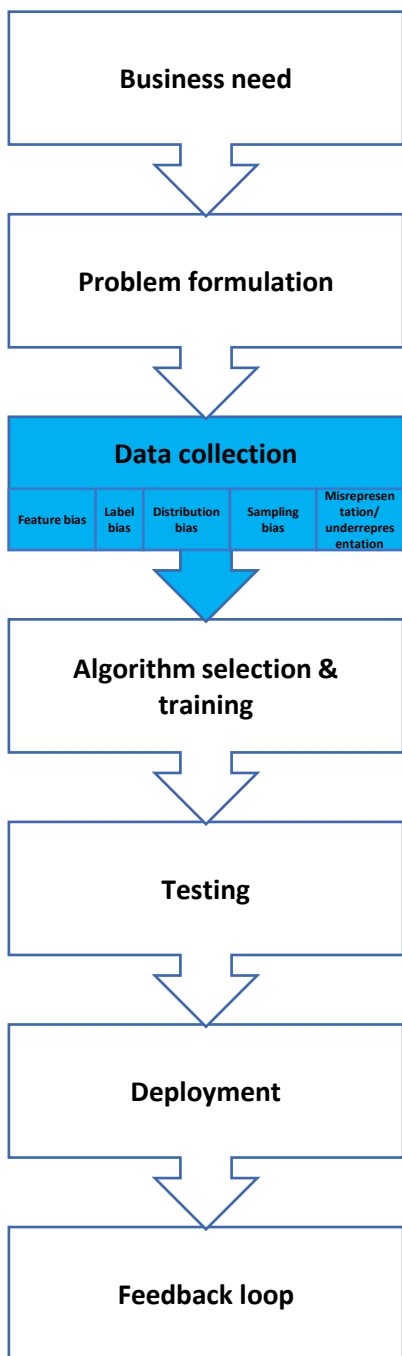 Business need
Problem formulation
Data collection
Feature bias
Label
bias
Distribution
bias
Sampling
bias
Misrepresen
tation/
underrepres
entation
Algorithm selection &
training
Testing
Deployment
Feedback loop